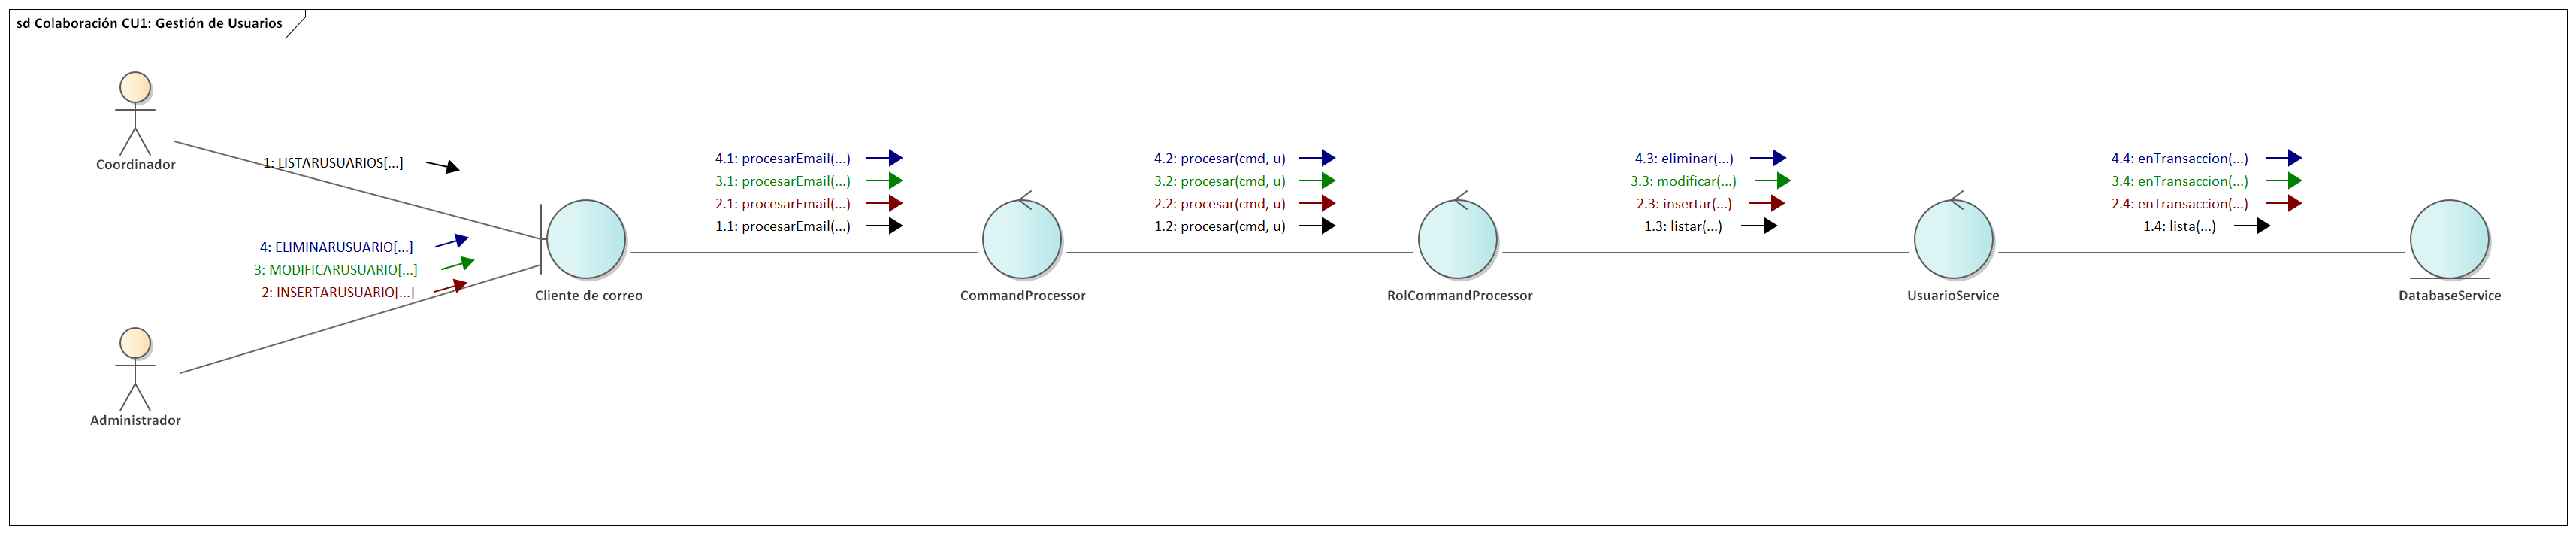 sd Colaboración CU1: Gestión de Usuarios
Coordinador
1: LISTARUSUARIOS[...]
4: ELIMINARUSUARIO[...]
3: MODIFICARUSUARIO[...]
2: INSERTARUSUARIO[...]
Administrador
Cliente de correo
4.1: procesarEmail(...)
3.1: procesarEmail(...)
2.1: procesarEmail(...)
1.1: procesarEmail(...)
CommandProcessor
4.2: procesar(cmd, u)
3.2: procesar(cmd, u)
2.2: procesar(cmd, u)
1.2: procesar(cmd, u)
RolCommandProcessor
4.3: eliminar(...)
3.3: modificar(...)
2.3: insertar(...)
1.3: listar(...)
UsuarioService
4.4: enTransaccion(...)
3.4: enTransaccion(...)
2.4: enTransaccion(...)
1.4: lista(...)
DatabaseService